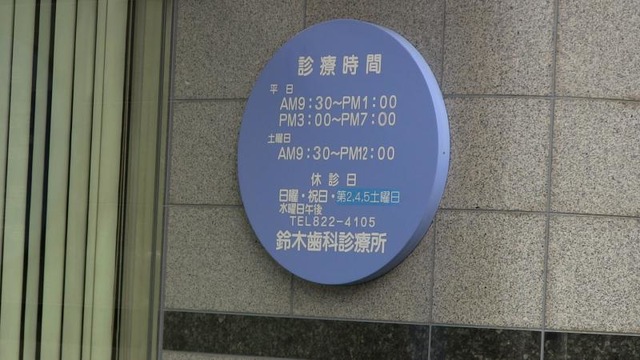 診療時間
平日
AM9:30~PM1:00
PM3:00~PM7:00
土曜日
AM9:30~PM12:00
休診日
日曜・祝日・第2,4,5土曜日
水曜日午後
TEL822-4105
鈴木歯科診療所